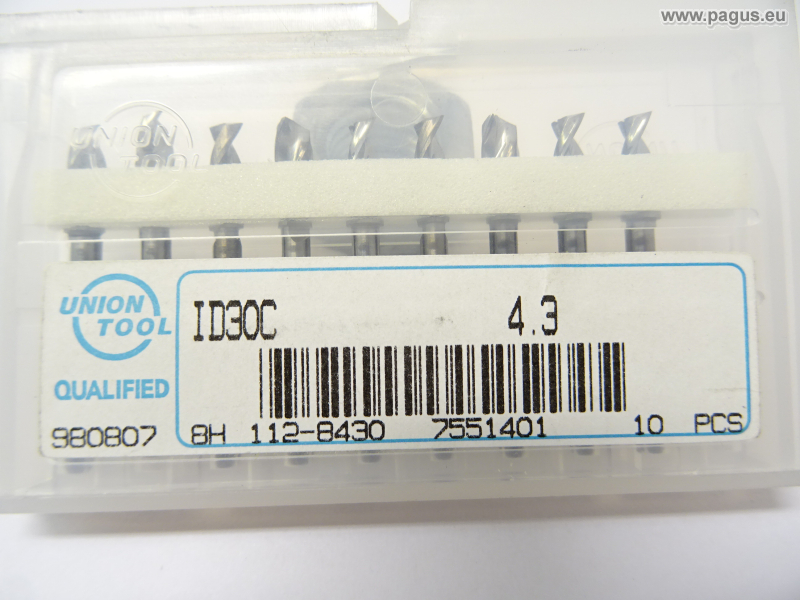 www.pagus.eu
UNION
TOOL
UNION
TOOL
QUALIFIED
ID30C 4.3
980807 8H 112-8430 7551401 10 PCS